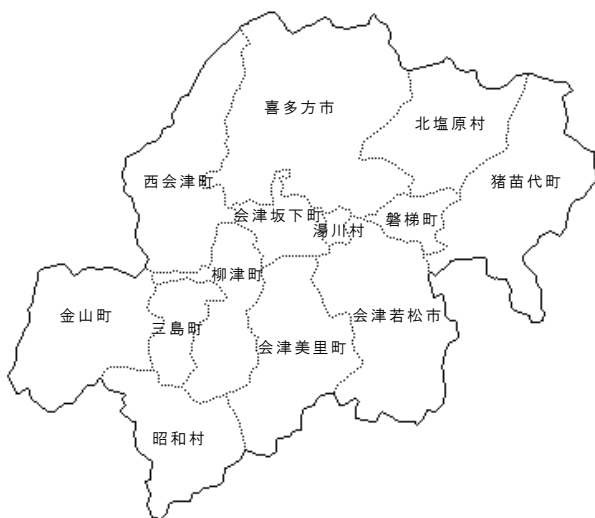 喜多方市
北塩原村
西会津町
猪苗代町
会津坂下町
湯川村
磐梯町
柳津町
金山町
三島町
会津若松市
会津美里町
昭和村